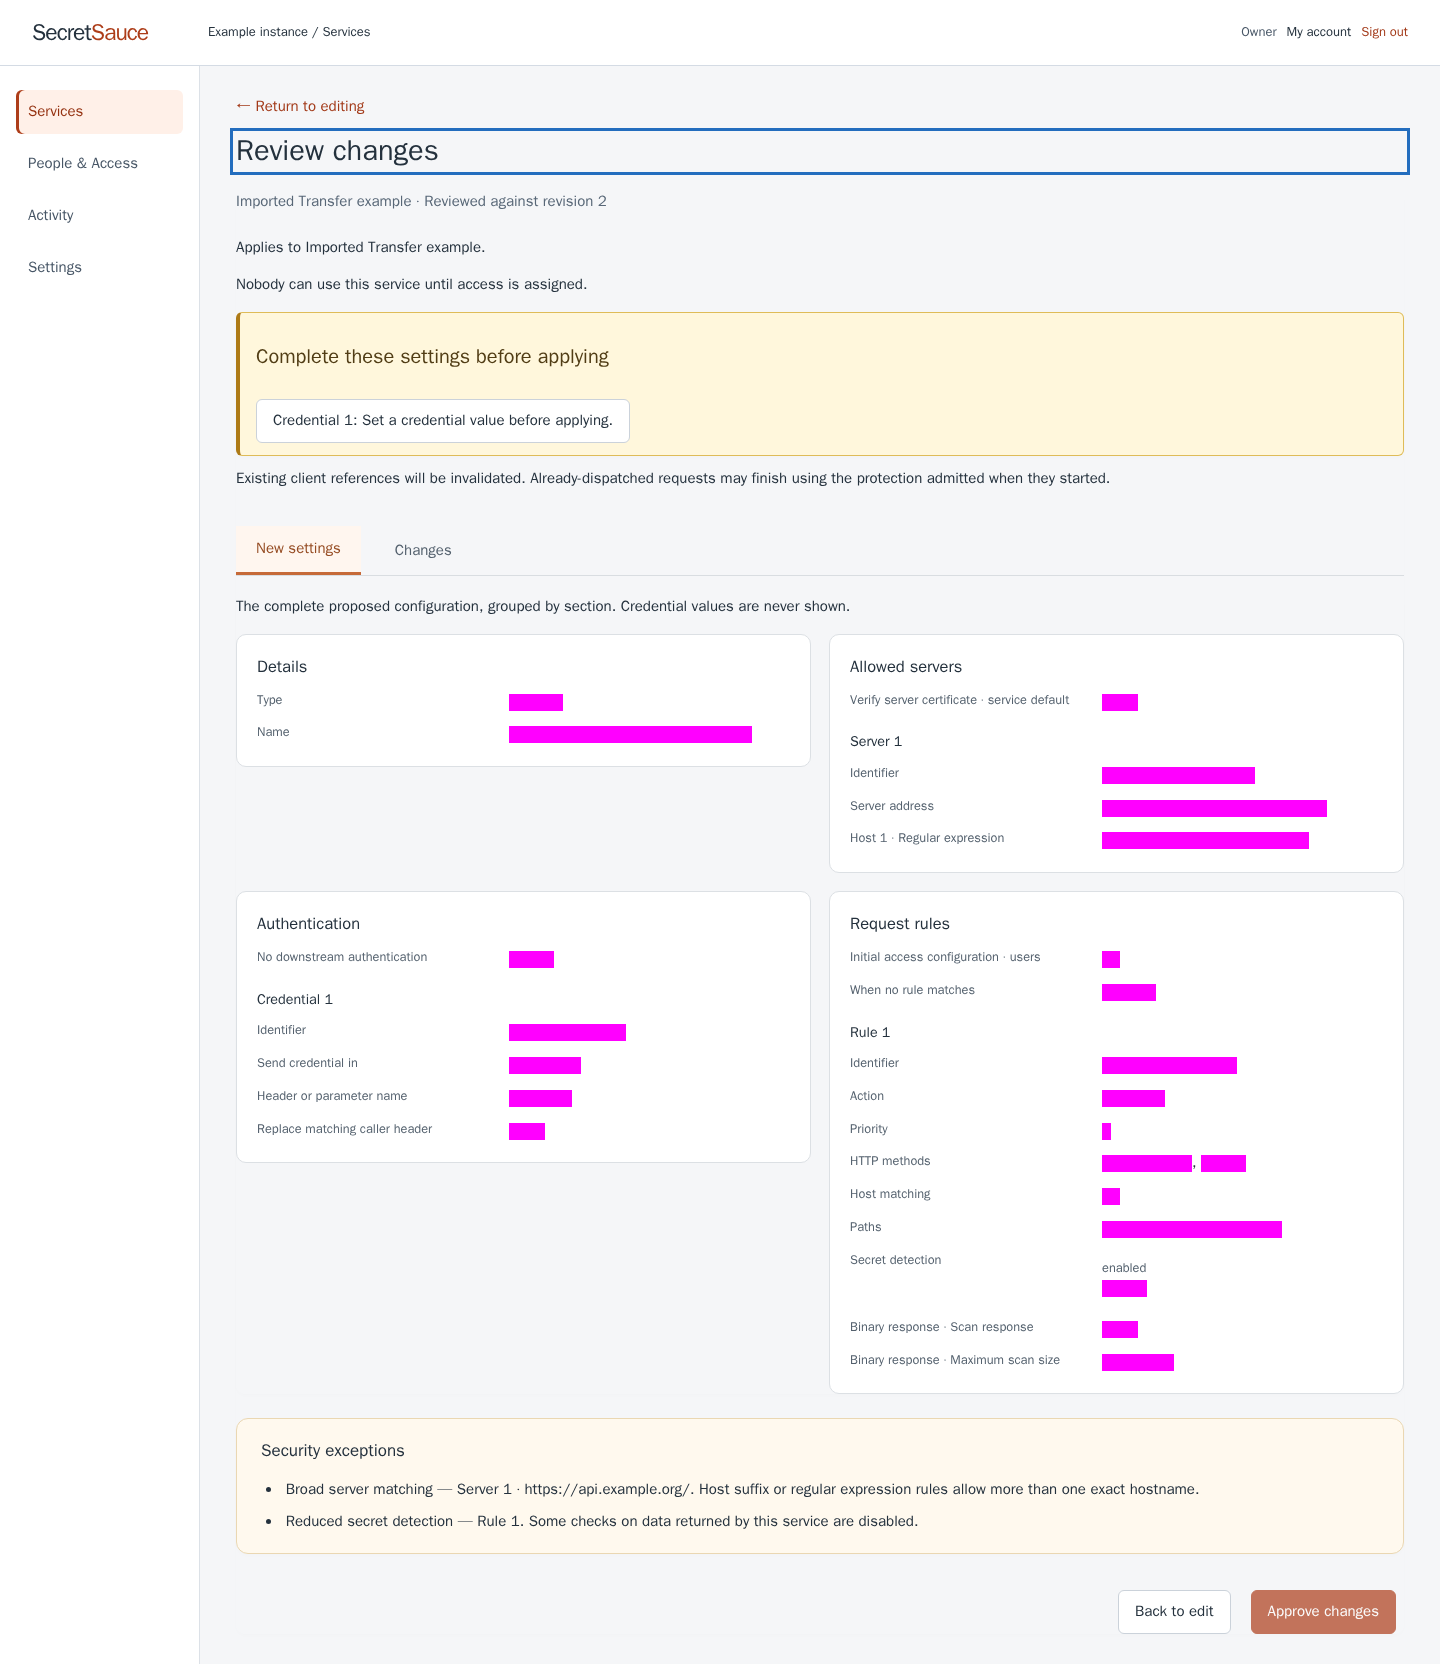 SecretSauce
Example instance / Services
Owner My account Sign out
Services
People & Access
Activity
Settings
← Return to editing
Review changes
Imported Transfer example · Reviewed against revision 2
Applies to Imported Transfer example.
Nobody can use this service until access is assigned.
Complete these settings before applying
Credential 1: Set a credential value before applying.
Existing client references will be invalidated. Already-dispatched requests may finish using the protection admitted when they started.
New settings
Changes
The complete proposed configuration, grouped by section. Credential values are never shown.
Details
Type
Name
Allowed servers
Verify server certificate · service default
Server 1
Identifier
Server address
Host 1 · Regular expression
Authentication
No downstream authentication
Credential 1
Identifier
Send credential in
Header or parameter name
Replace matching caller header
Request rules
Initial access configuration · users
When no rule matches
Rule 1
Identifier
Action
Priority
HTTP methods
,
Host matching
Paths
Secret detection
enabled
Binary response · Scan response
Binary response · Maximum scan size
Security exceptions
• Broad server matching — Server 1 · https://api.example.org/. Host suffix or regular expression rules allow more than one exact hostname.
• Reduced secret detection — Rule 1. Some checks on data returned by this service are disabled.
Back to edit
Approve changes